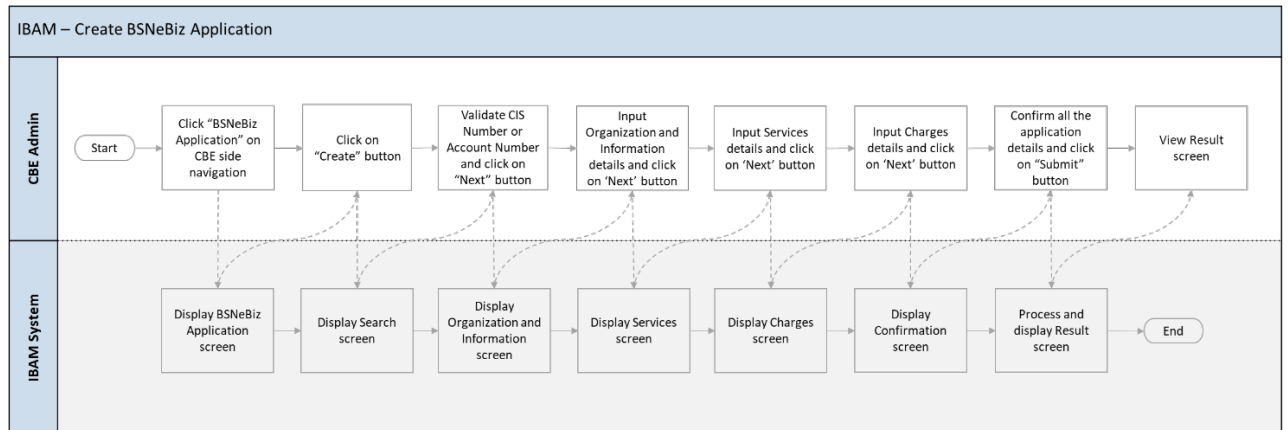 IBAM – Create BSNeBiz Application
CBE Admin
Start
Click “BSNeBiz
Application” on
CBE side
navigation
Click on
“Create” button
Validate CIS
Number or
Account Number
and click on
“Next” button
Input
Organization and
Information
details and click
on ‘Next’ button
Input Services
details and click
on ‘Next’ button
Input Charges
details and click
on ‘Next’ button
Confirm all the
application
details and click
on “Submit”
button
View Result
screen
IBAM System
Display BSNeBiz
Application
screen
Display Search
screen
Display
Organization and
Information
screen
Display Services
screen
Display Charges
screen
Display
Confirmation
screen
Process and
display Result
screen
End